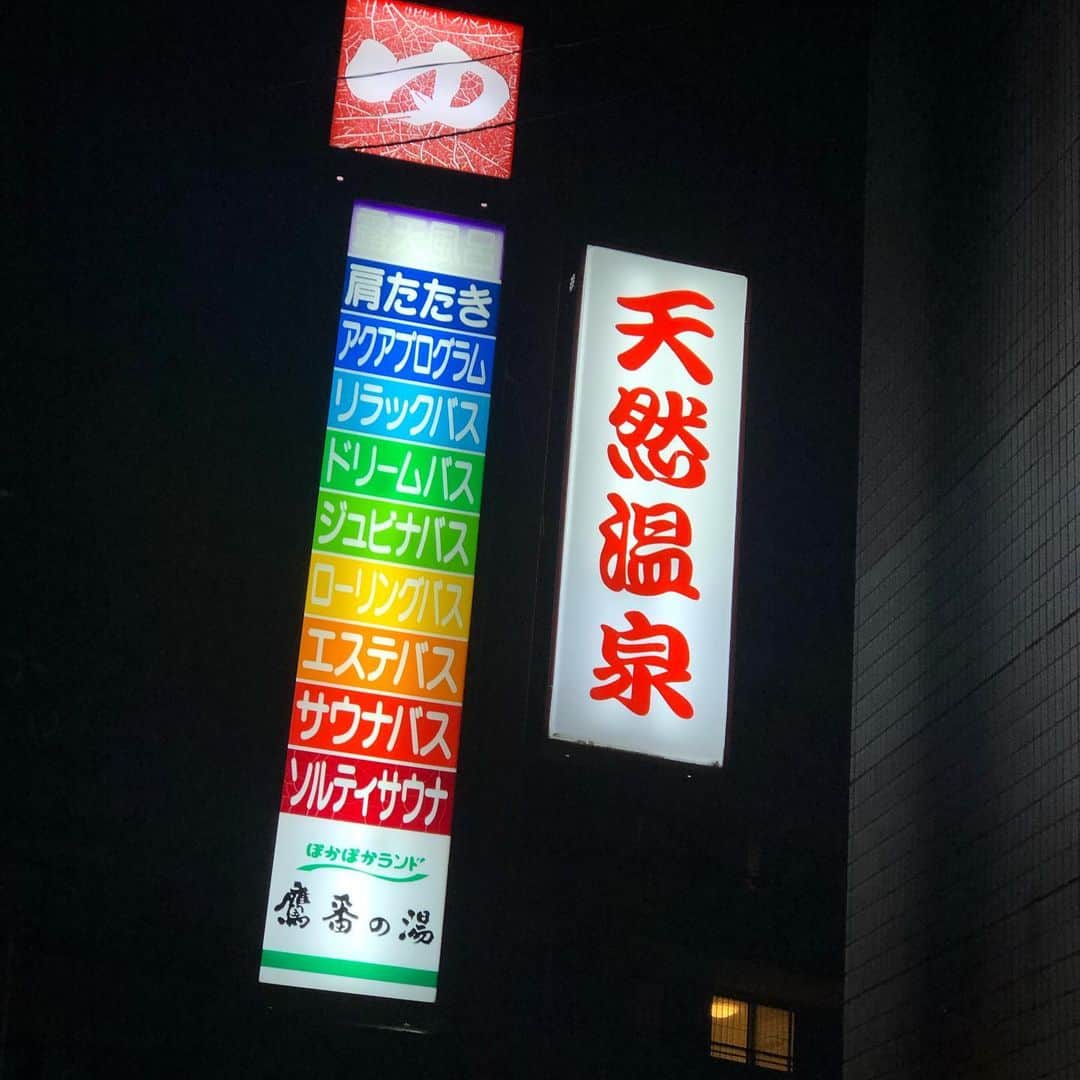 ゆ
肩たたき
アクアプログラム
リラックバス
ドリームバス
ジュビナバス
ローリングバス
エステバス
サウナバス
ソルティサウナ
ぽかぽかランド
鷹番の湯
天然温泉